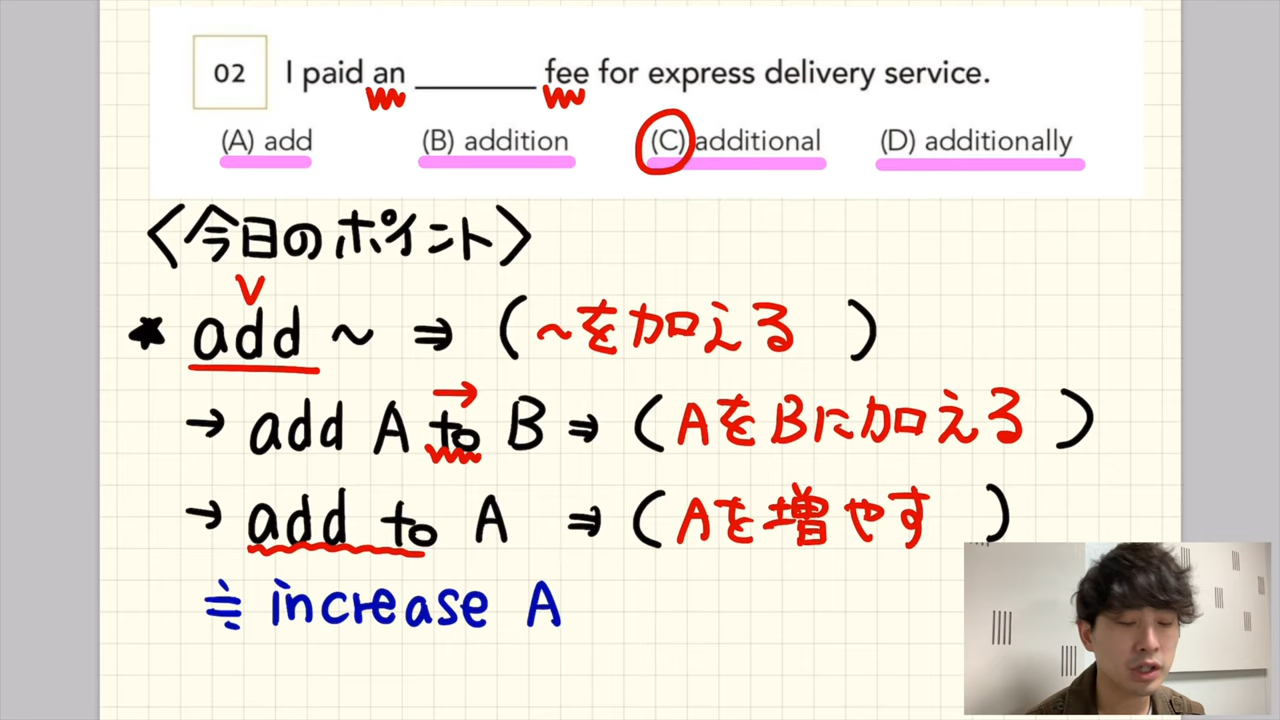 02 I paid an ________ fee for express delivery service.
(A) add (B) addition (C) additional (D) additionally
〈今日のポイント〉
V
★ add ~ ⇒ (~を加える)
→ add A to B ⇒ (AをBに加える)
→ add to A ⇒ (Aを増やす)
≒ increase A